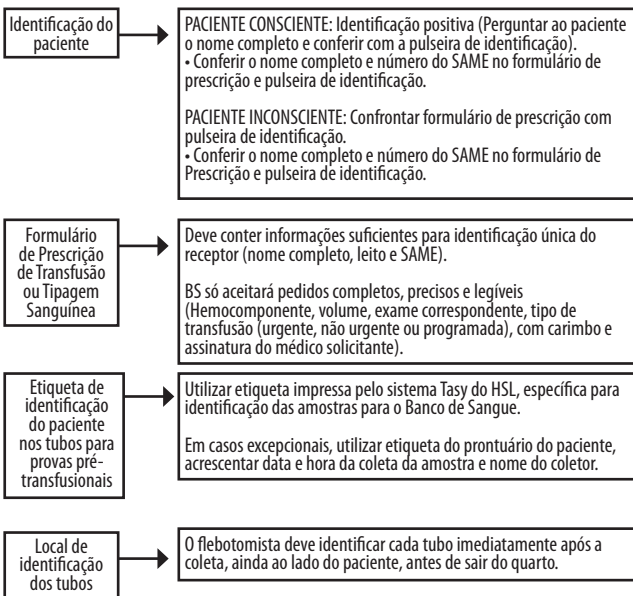 Identificação do
paciente
PACIENTE CONSCIENTE: Identificação positiva (Perguntar ao paciente
o nome completo e conferir com a pulseira de identificação).
• Conferir o nome completo e número do SAME no formulário de
prescrição e pulseira de identificação.
PACIENTE INCONSCIENTE: Confrontar formulário de prescrição com
pulseira de identificação.
• Conferir o nome completo e número do SAME no formulário de
Prescrição e pulseira de identificação.
Formulário
de Prescrição
de Transfusão
ou Tipagem
Sanguínea
Deve conter informações suficientes para identificação única do
receptor (nome completo, leito e SAME).
BS só aceitará pedidos completos, precisos e legíveis
(Hemocomponente, volume, exame correspondente, tipo de
transfusão (urgente, não urgente ou programada), com carimbo e
assinatura do médico solicitante).
Etiqueta de
identificação
do paciente
nos tubos para
provas pré-
transfusionais
Utilizar etiqueta impressa pelo sistema Tasy do HSL, específica para
identificação das amostras para o Banco de Sangue.
Em casos excepcionais, utilizar etiqueta do prontuário do paciente,
acrescentar data e hora da coleta da amostra e nome do coletor.
Local de
identificação
dos tubos
O flebotomista deve identificar cada tubo imediatamente após a
coleta, ainda ao lado do paciente, antes de sair do quarto.